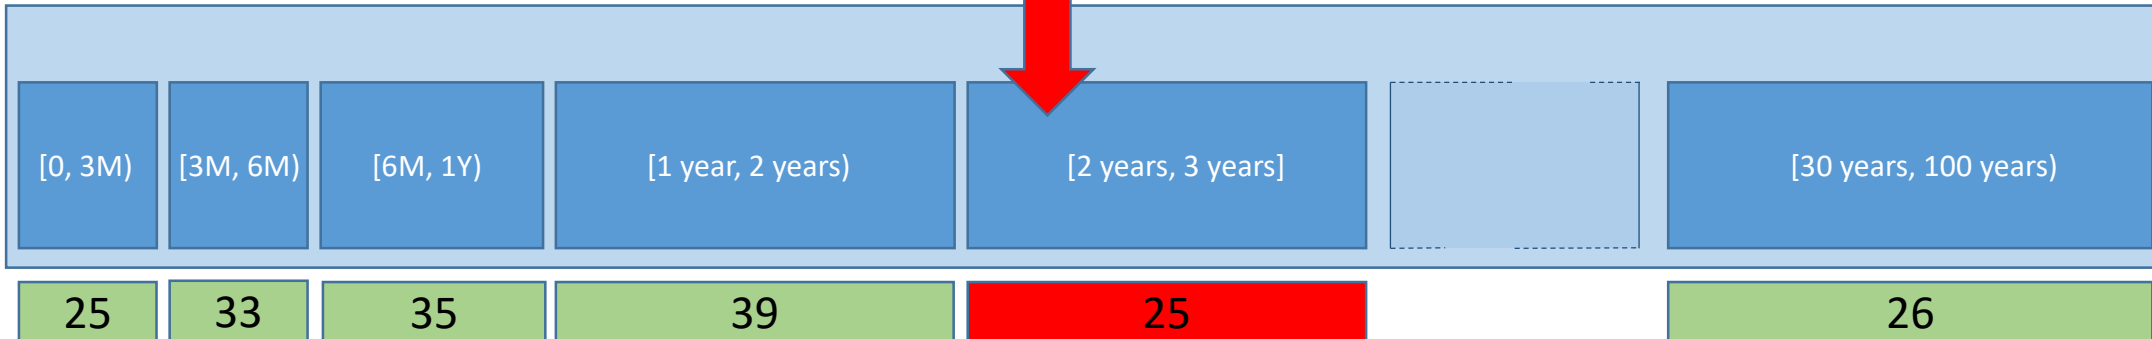 [0, 3M) [3M, 6M) [6M, 1Y) [1 year, 2 years) [2 years, 3 years] [30 years, 100 years)
25 33 35 39 25 26